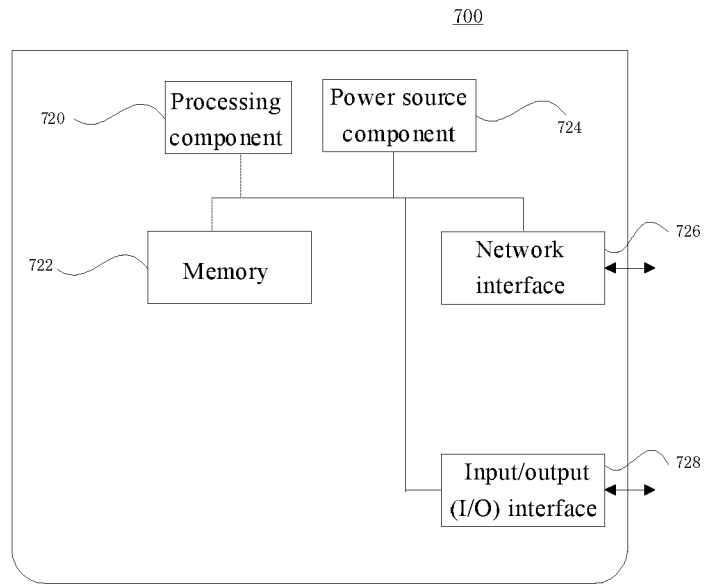 700
Processing
component
720
Power source
component
724
Memory
722
Network
interface
726
Input/output
(I/O) interface
728